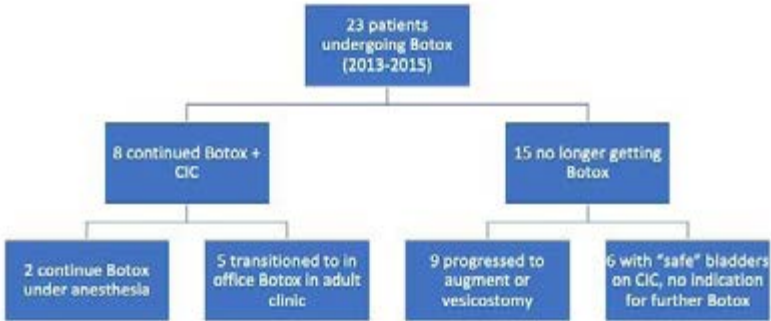 23 patients
undergoing Botox
(2013-2015)
8 continued Botox +
CIC
15 no longer getting
Botox
2 continue Botox
under anesthesia
5 transitioned to in
office Botox in adult
clinic
9 progressed to
augment or
vesicostomy
6 with "safe" bladders
on CIC, no indication
for further Botox